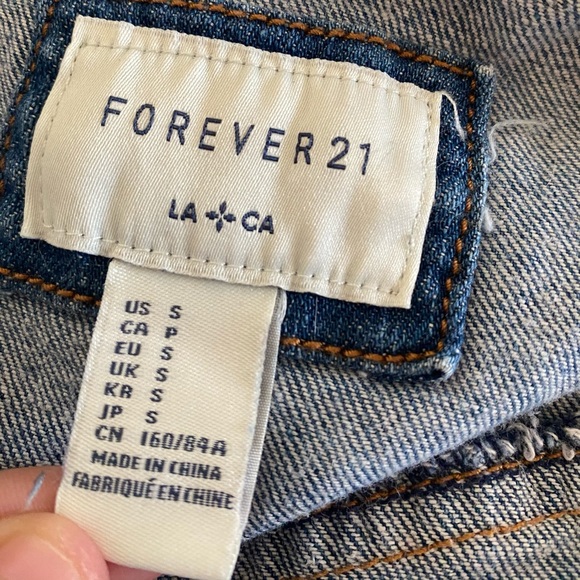 FOREVER 21
LA CA
US S
CA P
EU S
UK S
KR S
JP S
CN 160/84A
MADE IN CHINA
FABRIQUÉ EN CHINE